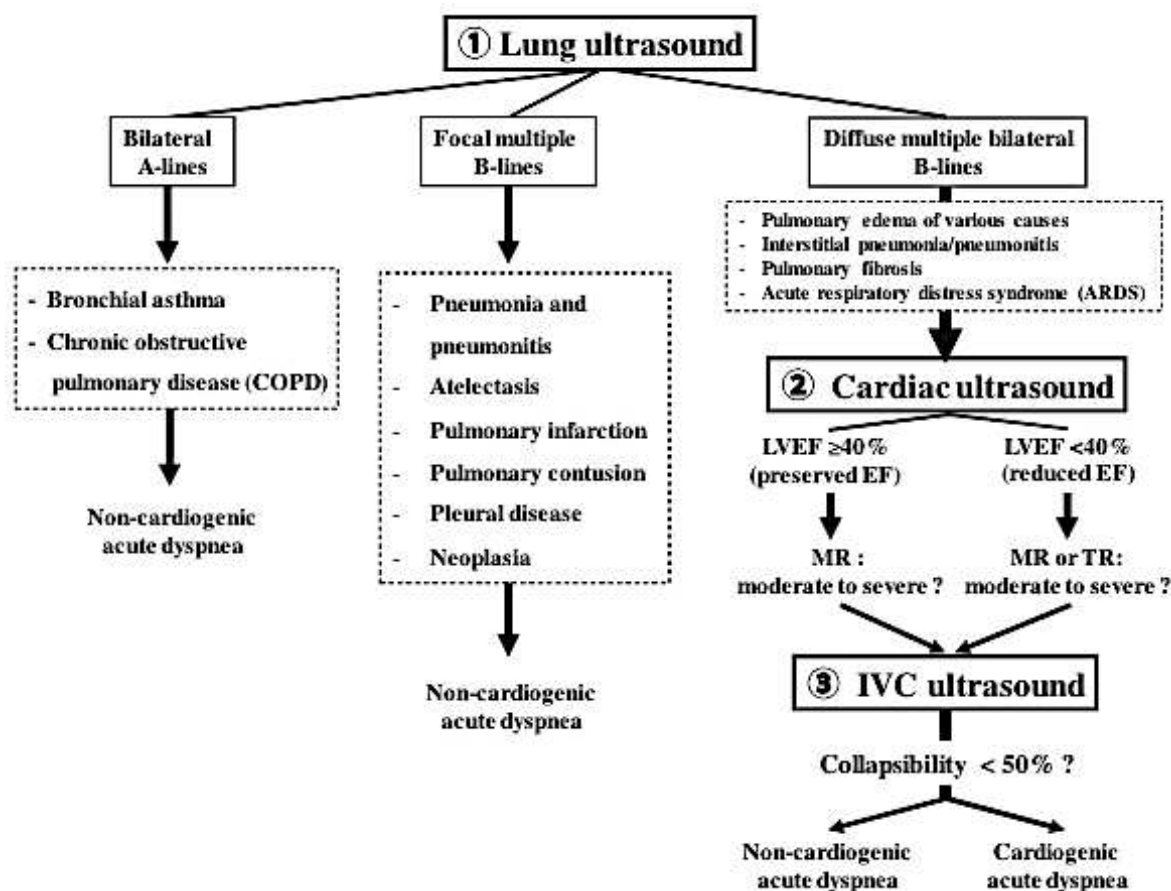 ① Lung ultrasound
Bilateral
A-lines
Focal multiple
B-lines
Diffuse multiple bilateral
B-lines
- Bronchial asthma
- Chronic obstructive
pulmonary disease (COPD)
Non-cardiogenic
acute dyspnea
- Pneumonia and
pneumonitis
- Atelectasis
- Pulmonary infarction
- Pulmonary contusion
- Pleural disease
- Neoplasia
Non-cardiogenic
acute dyspnea
- Pulmonary edema of various causes
- Interstitial pneumonia/pneumonitis
- Pulmonary fibrosis
- Acute respiratory distress syndrome (ARDS)
② Cardiac ultrasound
LVEF ≥40%
(preserved EF)
LVEF <40%
(reduced EF)
MR :
moderate to severe ?
MR or TR:
moderate to severe ?
③ IVC ultrasound
Collapsibility < 50% ?
Non-cardiogenic
acute dyspnea
Cardiogenic
acute dyspnea